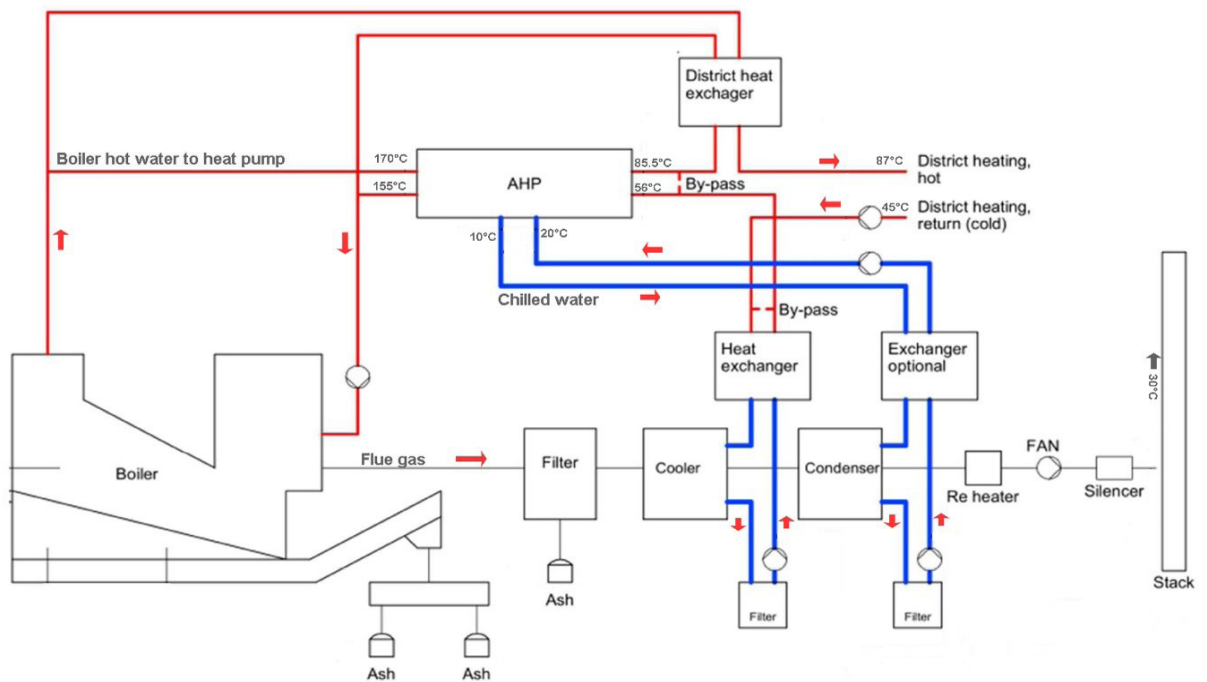 District heat
exchager
Boiler hot water to heat pump
170°C
155°C
AHP
85.5°C
By-pass
56°C
87°C
District heating,
hot
45°C
District heating,
return (cold)
10°C
20°C
Chilled water
By-pass
Heat
exchanger
Exchanger
optional
30°C
Boiler
Flue gas
Filter
Cooler
Condenser
Re heater
FAN
Silencer
Stack
Ash
Filter
Filter
Ash
Ash